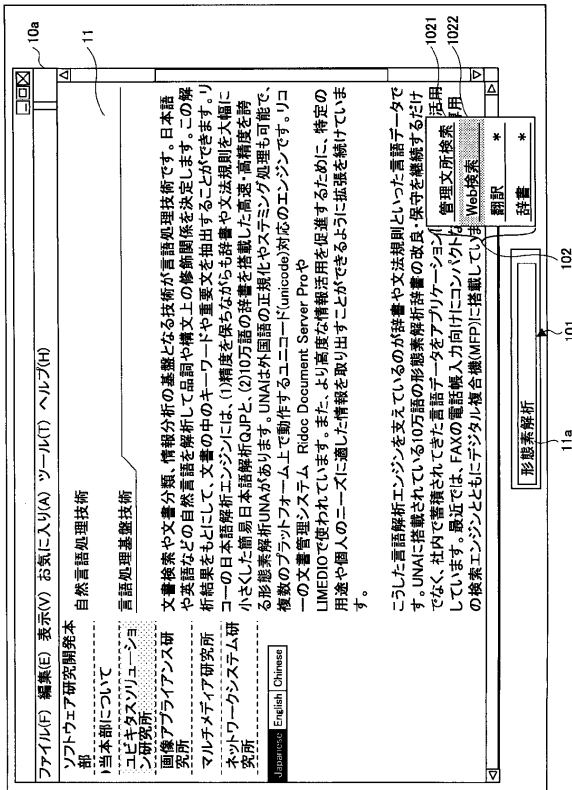 10a
ファイル(F) 編集(E) 表示(V) お気に入り(A) ツール(T) ヘルプ(H)
11
ソフトウェア研究開発本
部
)当本部について
ユビキタスソリューショ
ン研究所
画像アプライアンス研
究所
マルチメディア研究所
ネットワークシステム研
究所
Japanese English Chinese
自然言語処理技術
言語処理基盤技術
文書検索や文書分類、情報分析の基盤となる技術が言語処理技術です。日本語
や英語などの自然言語を解析して品詞や構文上の修飾関係を決定します。この解
析結果をもとにして、文書の中のキーワードや重要文を抽出することができます。リ
コーの日本語解析エンジンには、(1)精度を保ちながらも辞書や文法規則を大幅に
小さくした簡易日本語解析QJPと、(2)10万語の辞書を搭載した高速・高精度を誇
る形態素解析UNAがあります。UNAは外国語の正規化やステミング処理も可能で、
複数のプラットフォーム上で動作するユニコード(unicode)対応のエンジンです。リコ
ーの文書管理システム Ridoc Document Server Proや
LIMEDIOで使われています。また、より高度な情報活用を促進するために、特定の
用途や個人のニーズに適した情報を取り出すことができるように拡張を続けていま
す。
こうした言語解析エンジンを支えているのが辞書や文法規則といった言語データで
す。UNAに搭載されている10万語の形態素解析辞書の改良・保守を継続するだけ
でなく、社内で蓄積されてきた言語データをアプリケーション 活用
しています。最近では、FAXの電話帳入力向けにコンパクトな 専用
の検索エンジンとともにデジタル複合機(MFP)に搭載していま
管理文所検索
Web検索
翻訳 *
辞書 *
1021
1022
102
形態素解析
11a
101